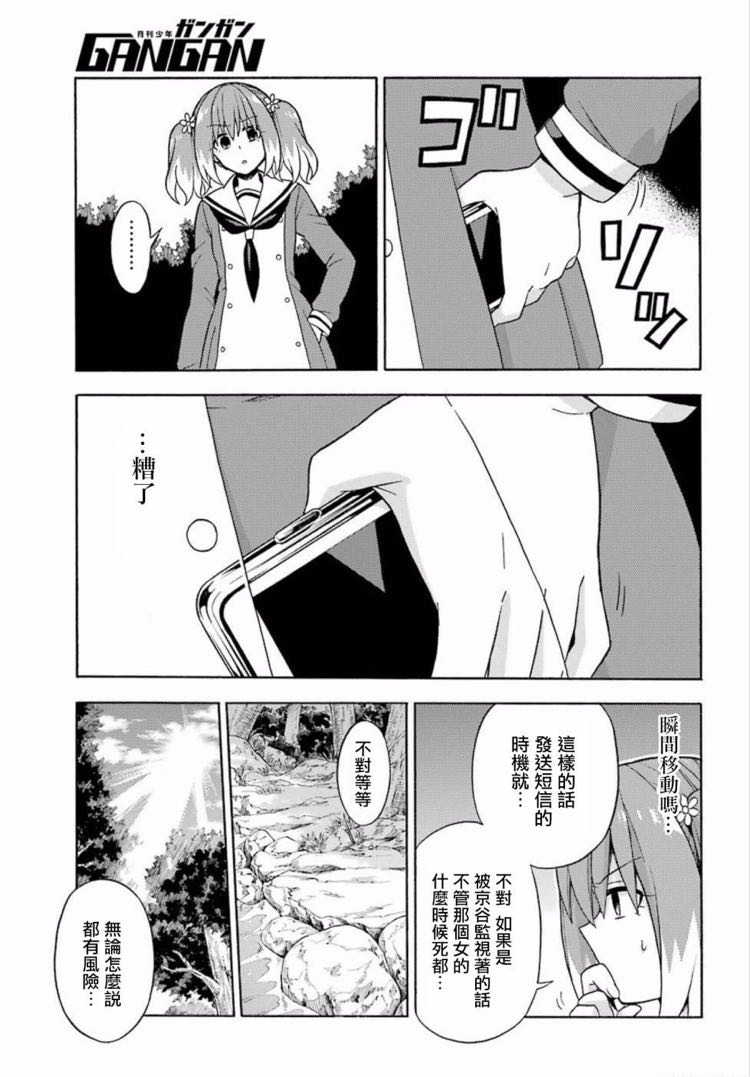 月刊少年
ガンガン
GANGAN
ゴソ
ゴソ
………
…糟了
瞬間移動嗎…
這樣的話
發送短信的
時機就…
不對 如果是
被京谷監視著的話
不管那個女的
什麼時候死都…
不對等等
無論怎麼說
都有風險…